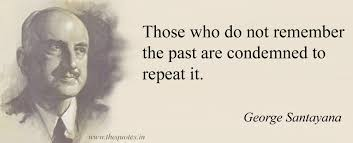 Those who do not remember
the past are condemned to
repeat it.
George Santayana
www.thequotes.in